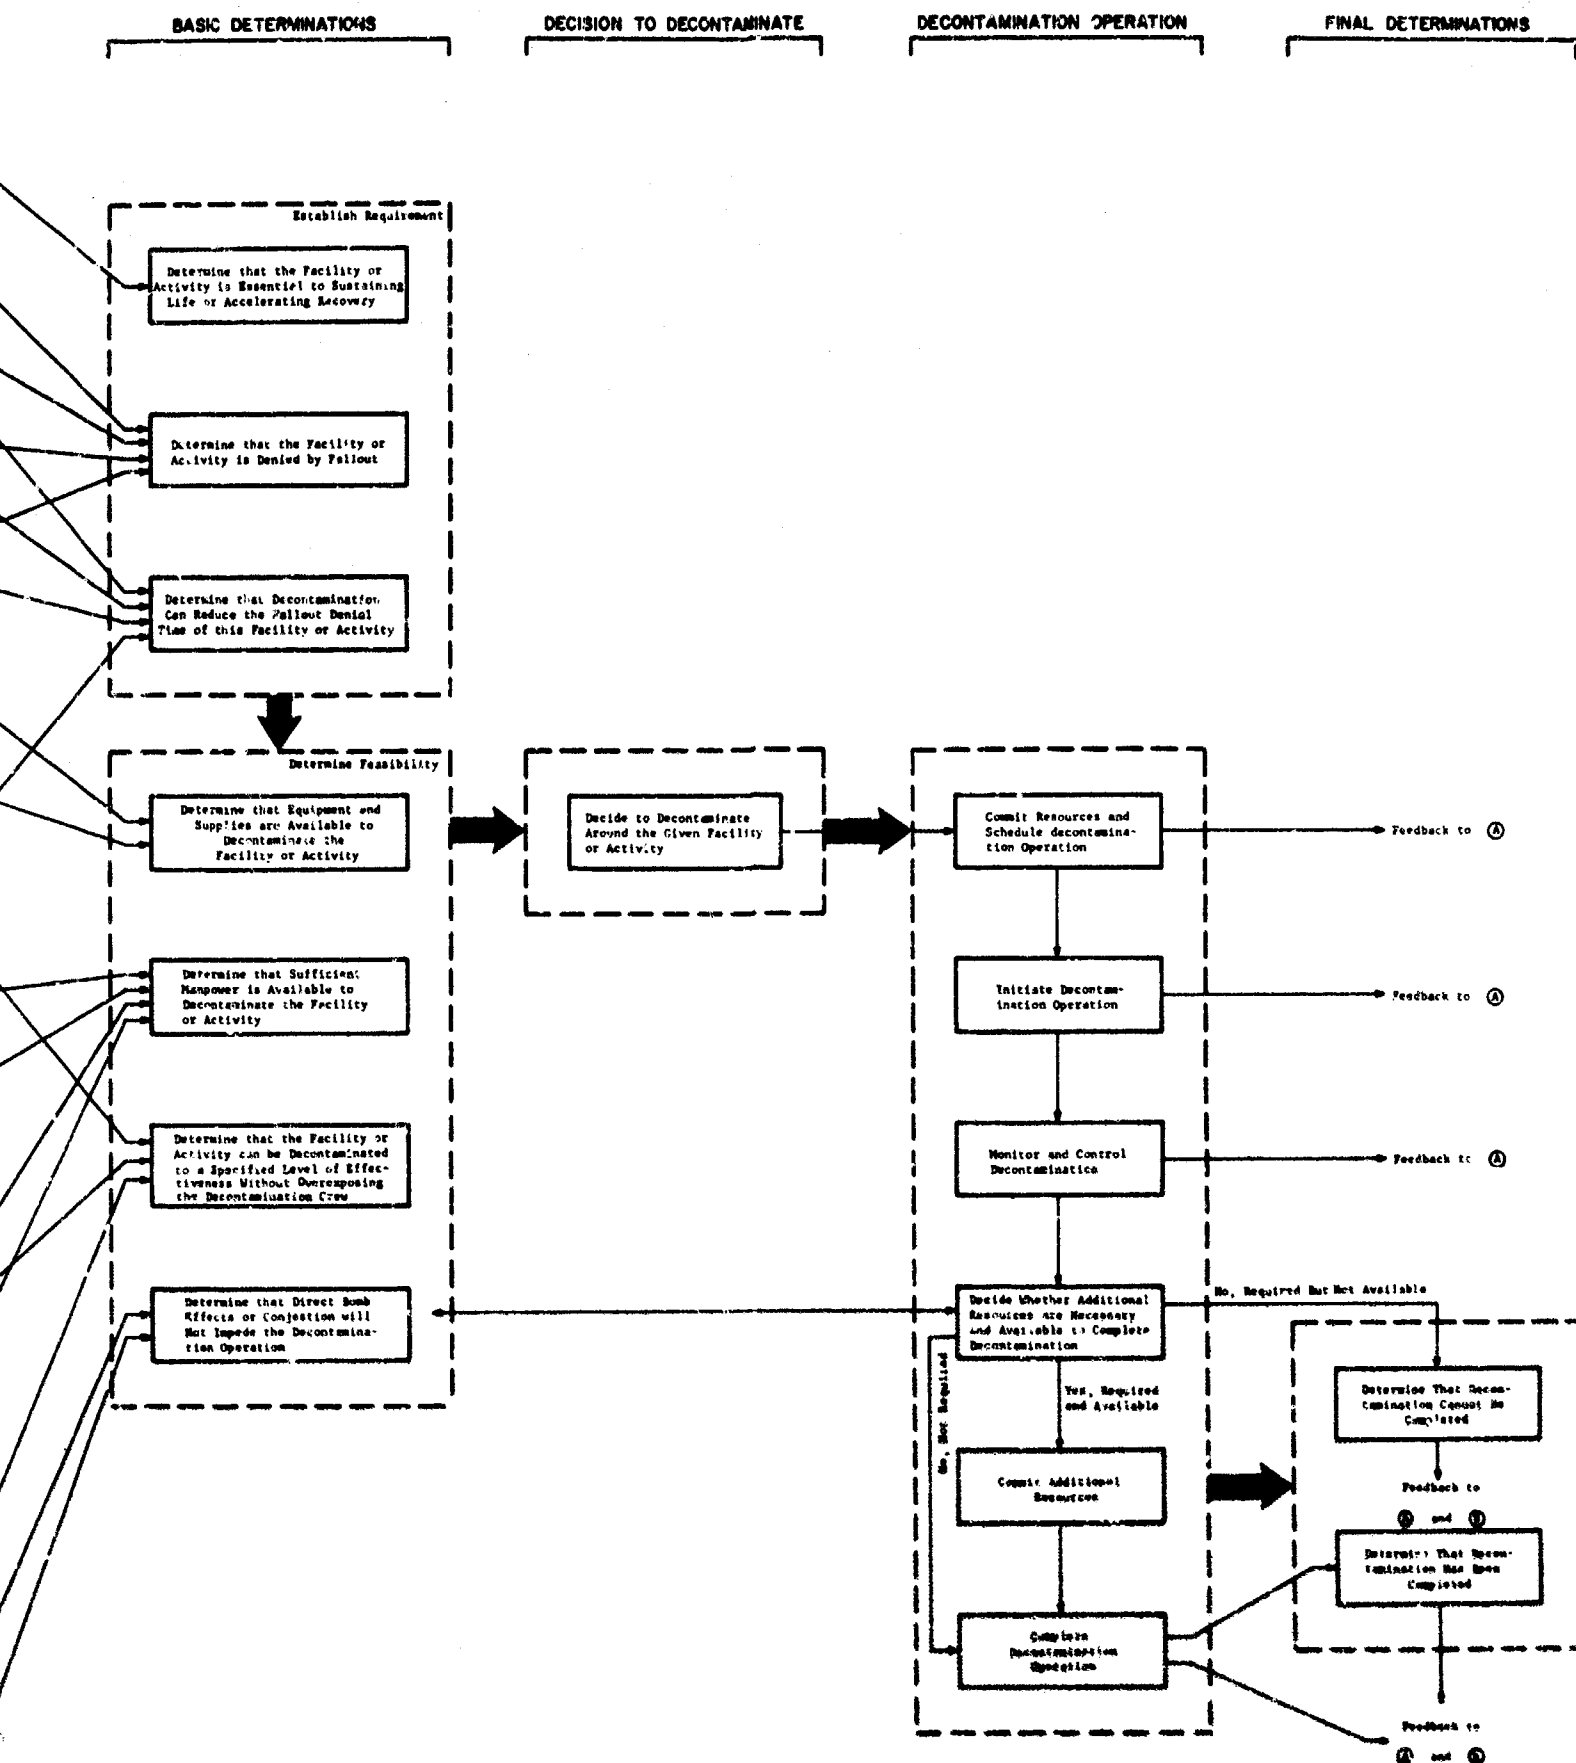 BASIC DETERMINATIONS
DECISION TO DECONTAMINATE
DECONTAMINATION OPERATION
FINAL DETERMINATIONS
Establish Requirement
Determine that the Facility or
Activity is Essentiel to Sustaining
Life or Accelerating Recovery
Determine that the Facility or
Activity is Denied by Fallout
Determine that Decontamination
Can Reduce the Fallout Denial
Time of this Facility or Activity
Determine Feasibility
Determine that Equipment and
Supplies are Available to
Decontaminate the
Facility or Activity
Determine that Sufficient
Manpower is Available to
Decontaminate the Facility
or Activity
Determine that the Facility or
Activity can be Decontaminated
to a Specified Level of Effec-
tiveness Without Overexposing
the Decontamination Crew
Determine that Direct Bomb
Effects or Conjestion will
Not Impede the Decontamina-
tion Operation
Decide to Decontaminate
Around the Given Facility
or Activity
Commit Resources and
Schedule decontamina-
tion Operation
Feedback to A
Initiate Decontam-
ination Operation
Feedback to A
Monitor and Control
Decontamination
Feedback to A
Decide Whether Additional
Resources are Necessary
and Available to Complete
Decontamination
No, Required But Not Available
No, Not Required
Yes, Required
and Available
Commit Additional
Resources
Complete
Decontamination
Operation
Determine That Decon-
tamination Cannot Be
Completed
Feedback to
A and B
Determine That Decon-
tamination Has Been
Completed
Feedback to
A and B